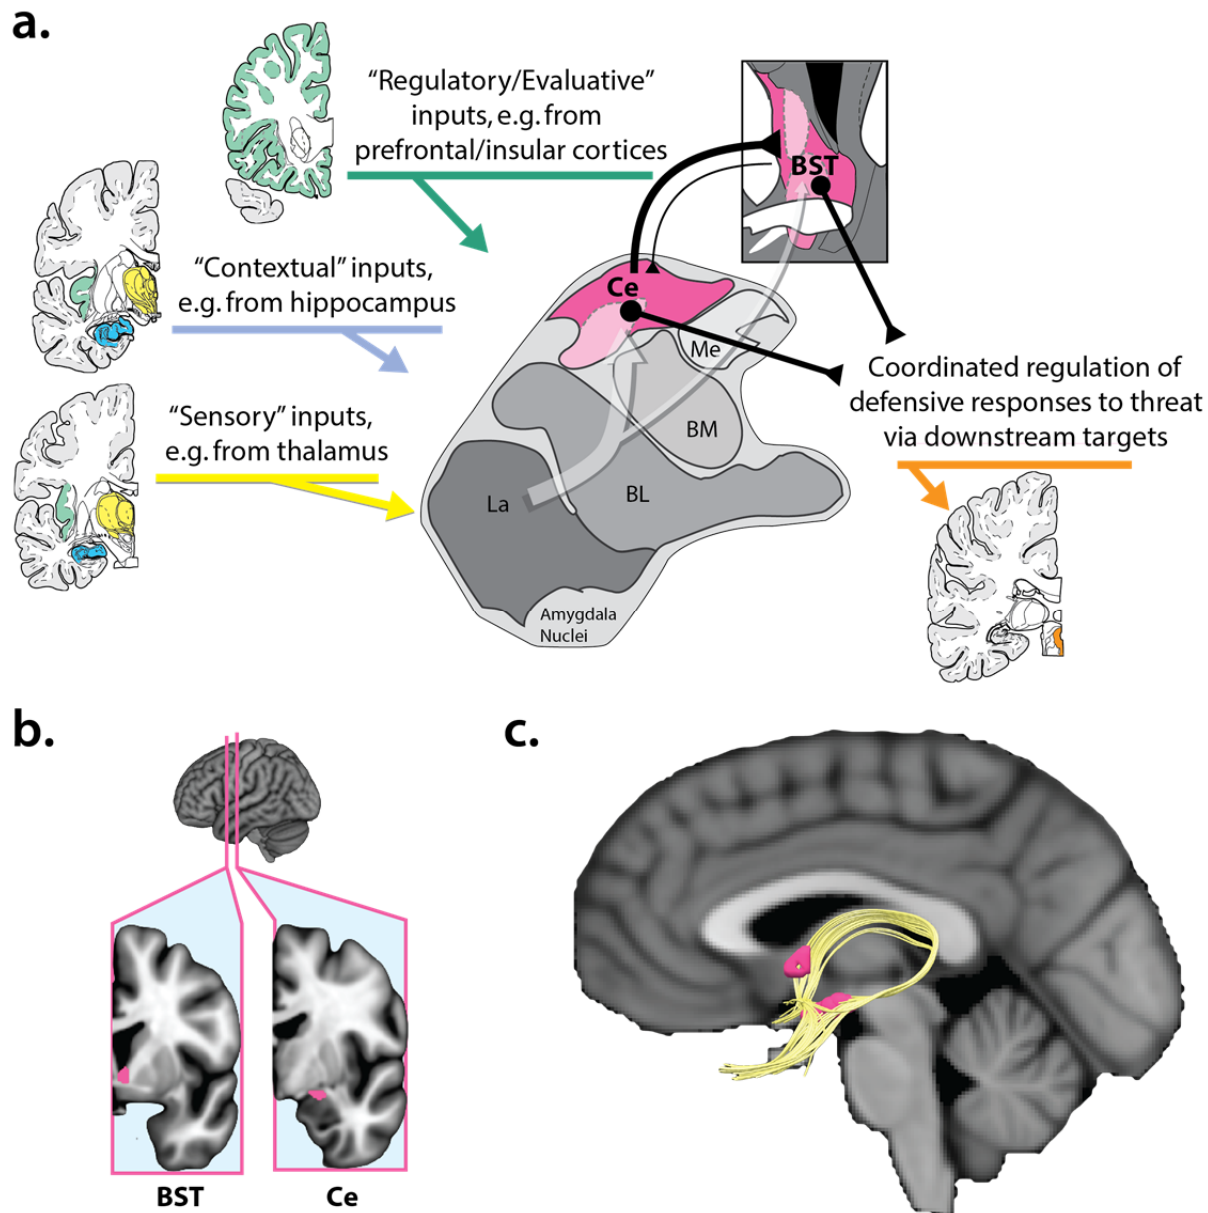 a.
“Regulatory/Evaluative”
inputs, e.g. from
prefrontal/insular cortices
BST
“Contextual” inputs,
e.g. from hippocampus
Ce
Me
Coordinated regulation of
defensive responses to threat
via downstream targets
“Sensory” inputs,
e.g. from thalamus
BM
La
BL
Amygdala
Nuclei
b.
c.
BST
Ce